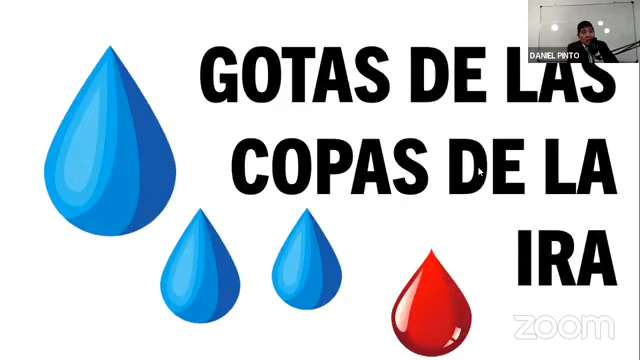 GOTAS DE LAS
COPAS DE LA
IRA
DANIEL PINTO
zoom